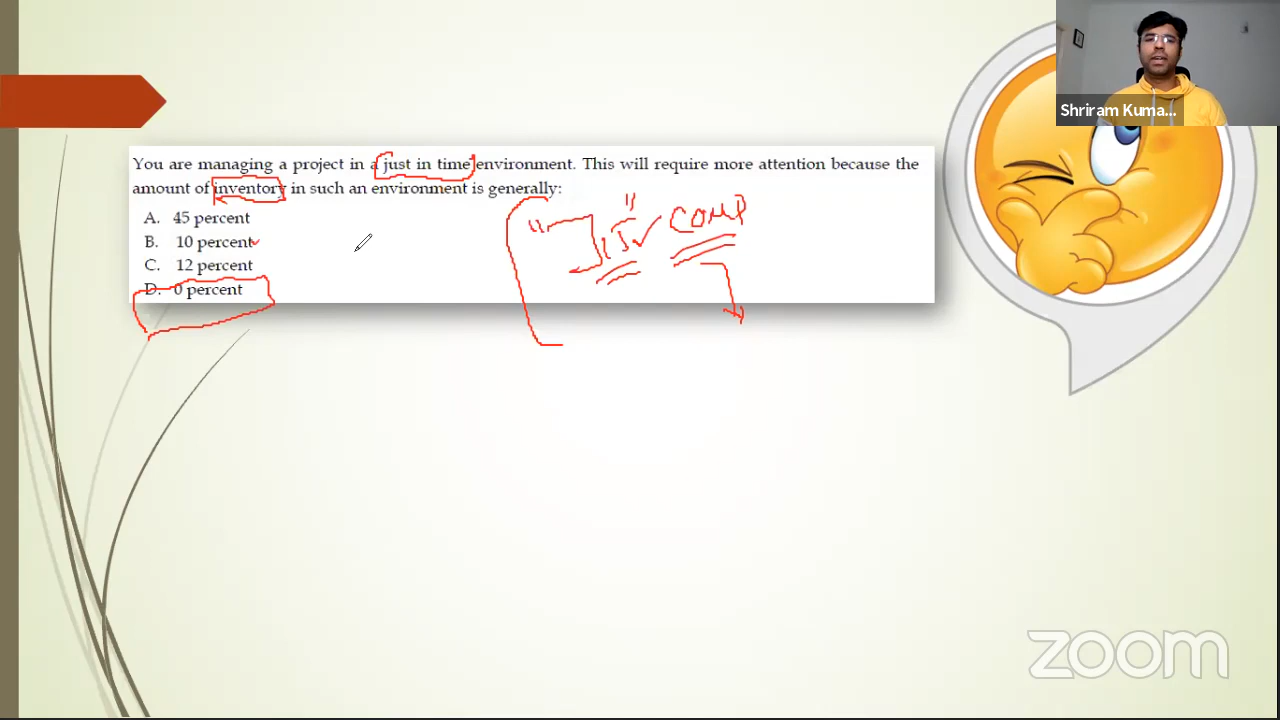 Shriram Kuma...
You are managing a project in a just in time environment. This will require more attention because the
amount of inventory in such an environment is generally:
A. 45 percent
B. 10 percent
C. 12 percent
D. 0 percent
COMP
zoom